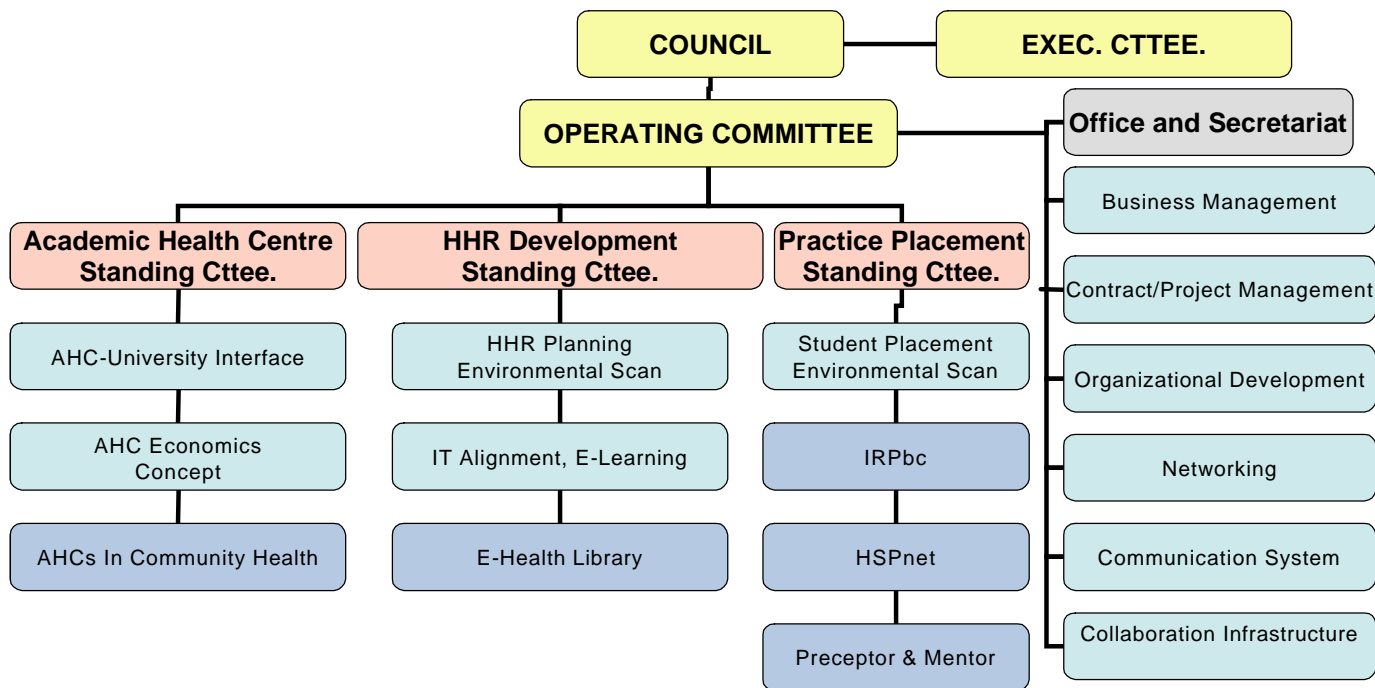 COUNCIL
EXEC. CTTEE.
OPERATING COMMITTEE
Office and Secretariat
Business Management
Contract/Project Management
Organizational Development
Networking
Communication System
Collaboration Infrastructure
Academic Health Centre
Standing Cttee.
AHC-University Interface
AHC Economics
Concept
AHCs In Community Health
HHR Development
Standing Cttee.
HHR Planning
Environmental Scan
IT Alignment, E-Learning
E-Health Library
Practice Placement
Standing Cttee.
Student Placement
Environmental Scan
IRPbc
HSPnet
Preceptor & Mentor